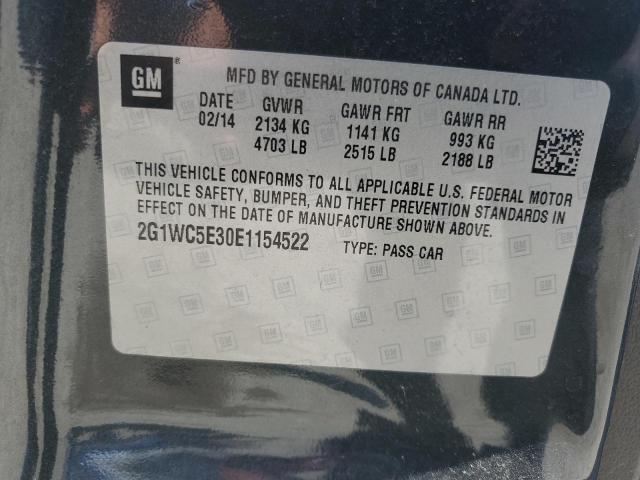 GM
MFD BY GENERAL MOTORS OF CANADA LTD.
DATE GVWR GAWR FRT GAWR RR
02/14 2134 KG 1141 KG 993 KG
4703 LB 2515 LB 2188 LB
THIS VEHICLE CONFORMS TO ALL APPLICABLE U.S. FEDERAL MOTOR
VEHICLE SAFETY, BUMPER, AND THEFT PREVENTION STANDARDS IN
EFFECT ON THE DATE OF MANUFACTURE SHOWN ABOVE.
2G1WC5E30E1154522 TYPE: PASS CAR